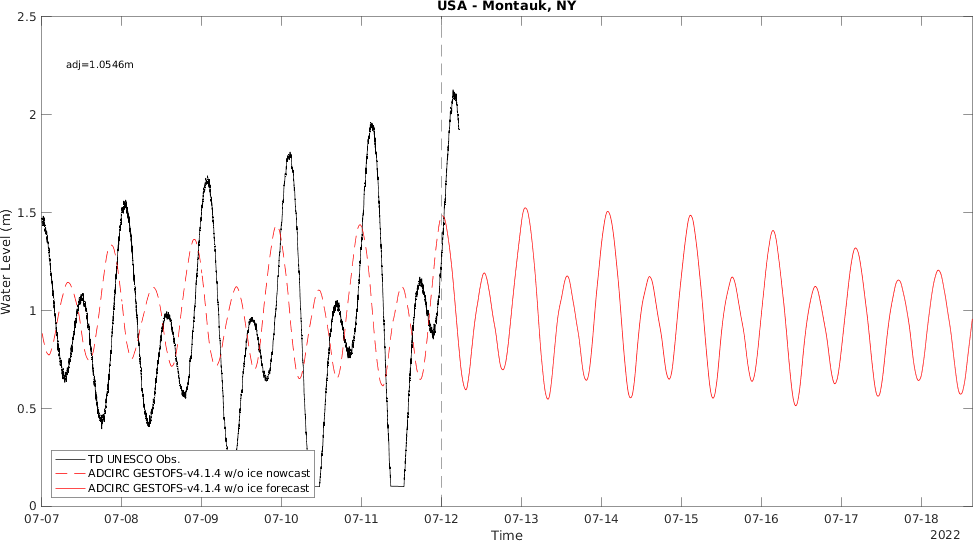 USA - Montauk, NY
2.5
2
1.5
1
0.5
0
Water Level (m)
adj=1.0546m
TD UNESCO Obs.
ADCIRC GESTOFS-v4.1.4 w/o ice nowcast
ADCIRC GESTOFS-v4.1.4 w/o ice forecast
07-07 07-08 07-09 07-10 07-11 07-12 07-13 07-14 07-15 07-16 07-17 07-18
Time
2022